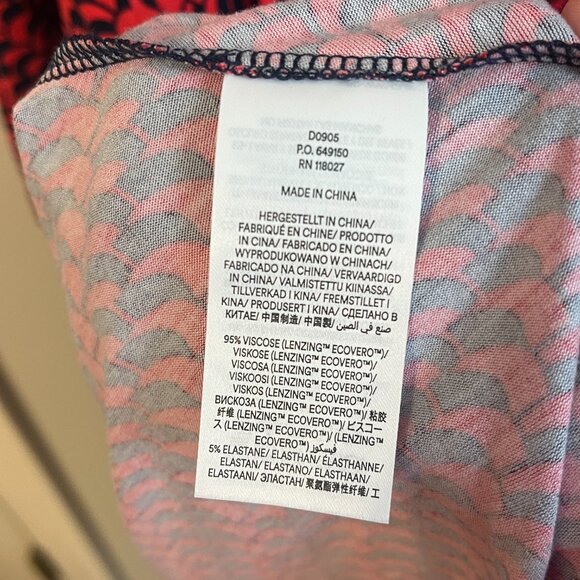 D0905
P.O. 649150
RN 118027
MADE IN CHINA
HERGESTELLT IN CHINA/
FABRIQUÉ EN CHINE/ PRODOTTO
IN CINA/ FABRICADO EN CHINA/
WYPRODUKOWANO W CHINACH/
FABRICADO NA CHINA/ VERVAARDIGD
IN CHINA/ VALMISTETTU KIINASSA/
TILLVERKAD I KINA/ FREMSTILLET I
KINA/ PRODUSERT I KINA/ СДЕЛАНО В
КИТАЕ/ 中国制造/ 中国製/ صنع في الصين/
95% VISCOSE (LENZING™ ECOVERO™)/
VISKOSE (LENZING™ ECOVERO™)/
VISCOSA (LENZING™ ECOVERO™)/
VISKOOSI (LENZING™ ECOVERO™)/
VISKOS (LENZING™ ECOVERO™)/
ВИСКОЗА (LENZING™ ECOVERO™)/ 粘胶
纤维 (LENZING™ ECOVERO™)/ ビスコー
ス (LENZING™ ECOVERO™)/ (LENZING™
ECOVERO™) فيسكوز/
5% ELASTANE/ ELASTHAN/ ÉLASTHANNE/
ELASTAN/ ELASTANO/ ELASTHAAN/
ELASTAANI/ ЭЛАСТАН/ 聚氨酯弹性纤维/ エ